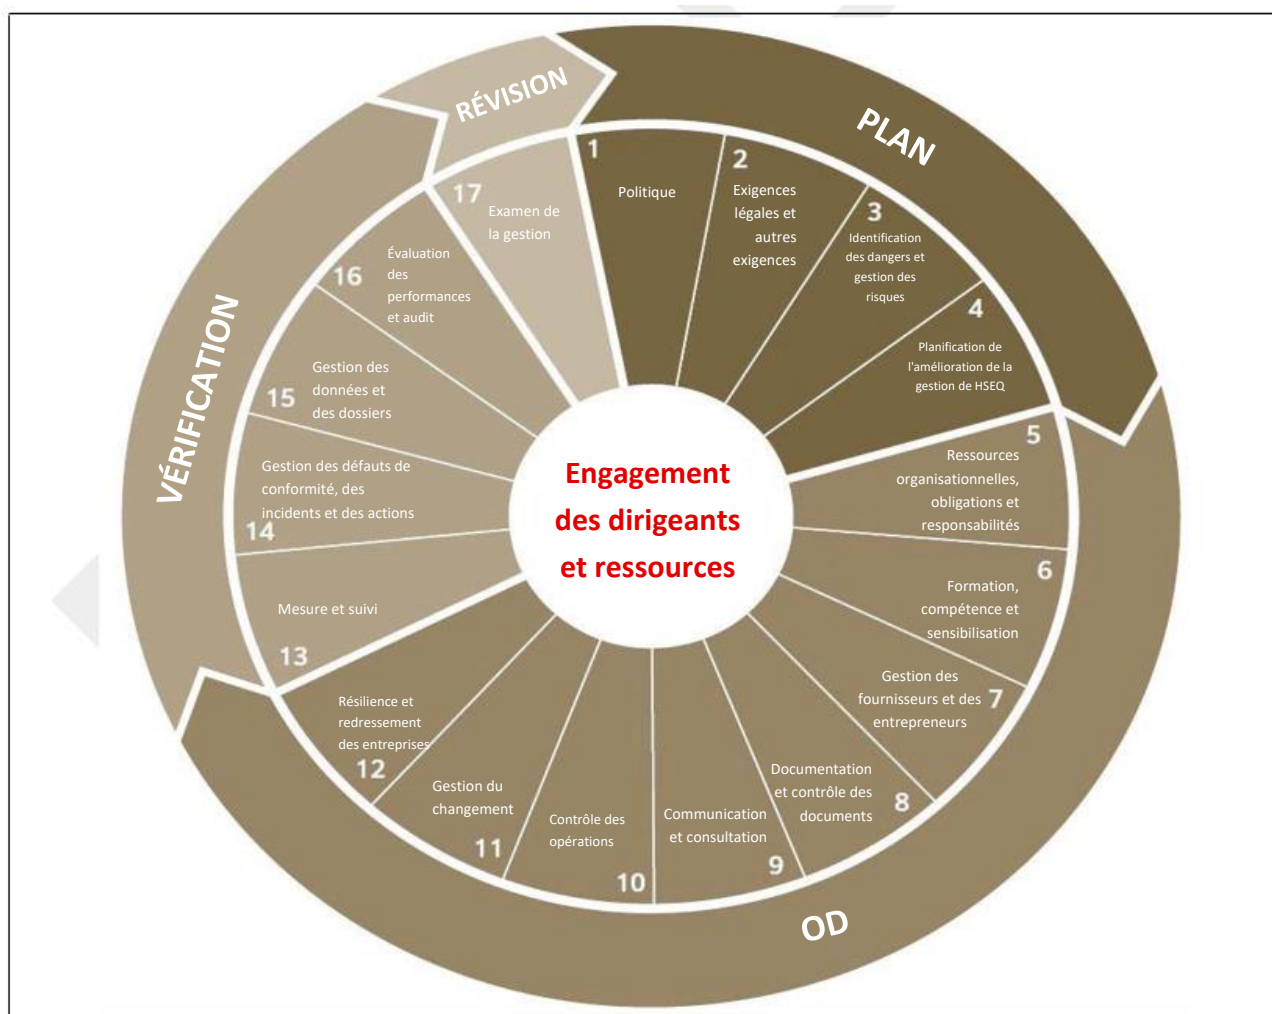 RÉVISION
PLAN
VÉRIFICATION
OD
1
Politique
2
Exigences
légales et
autres
exigences
3
Identification
des dangers et
gestion des
risques
4
Planification de
l'amélioration de la
gestion de HSEQ
5
Ressources
organisationnelles,
obligations et
responsabilités
6
Formation,
compétence et
sensibilisation
7
Gestion des
fournisseurs et des
entrepreneurs
8
Documentation
et contrôle des
documents
9
Communication
et consultation
10
Contrôle des
opérations
11
Gestion du
changement
12
Résilience et
redressement
des entreprises
13
Mesure et suivi
14
Gestion des défauts de
conformité, des
incidents et des actions
15
Gestion des
données et
des dossiers
16
Évaluation
des
performances
et audit
17
Examen de
la gestion
Engagement
des dirigeants
et ressources